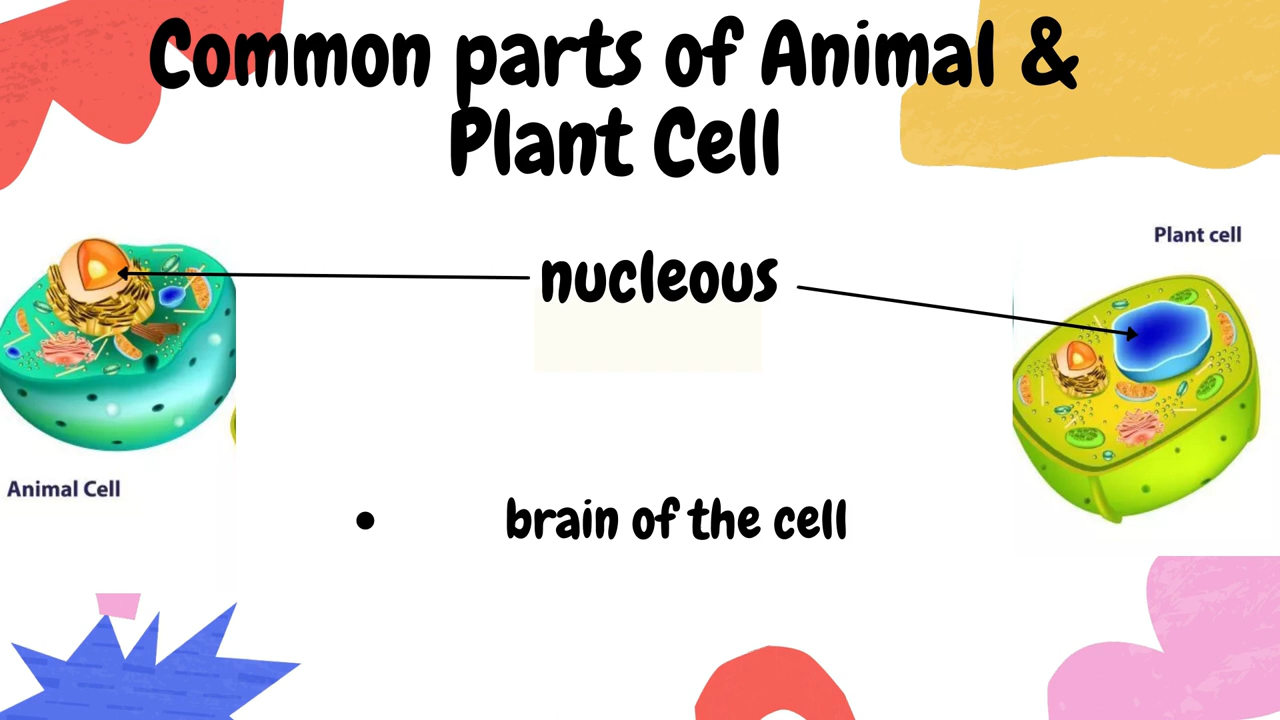 Common parts of Animal &
Plant Cell
Plant cell
nucleous
Animal Cell
• brain of the cell